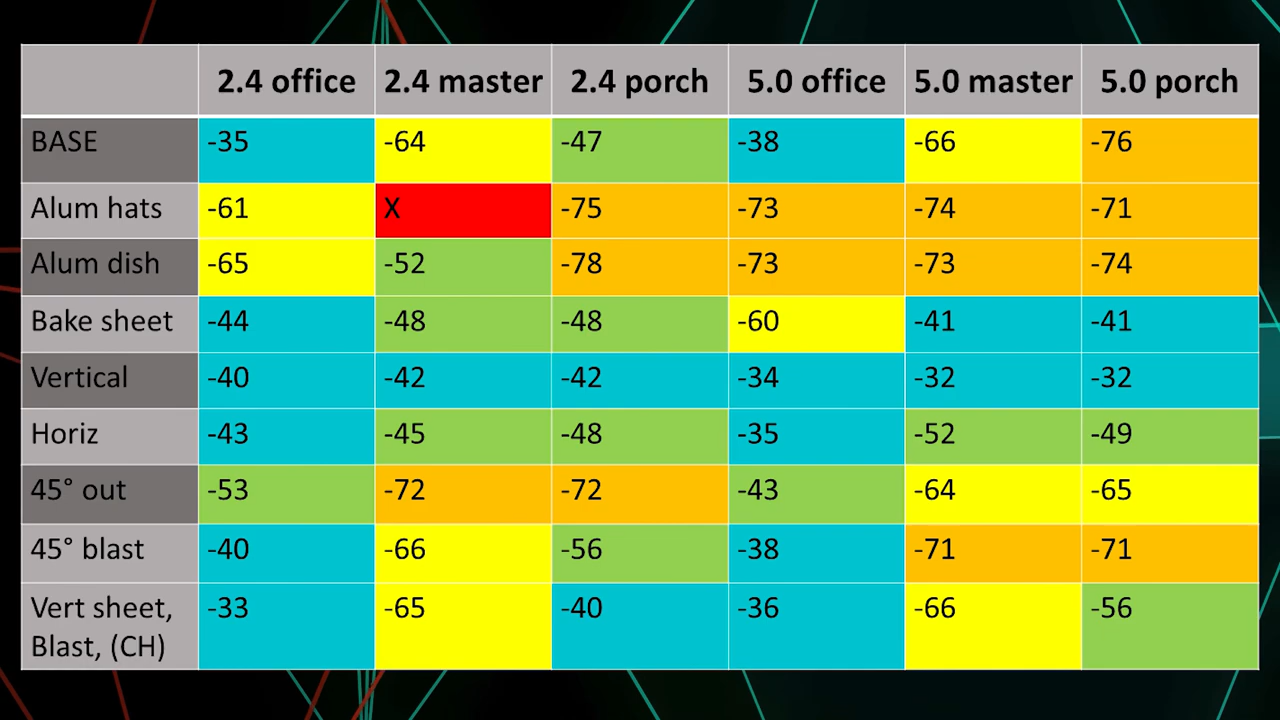 2.4 office 2.4 master 2.4 porch 5.0 office 5.0 master 5.0 porch
BASE -35 -64 -47 -38 -66 -76
Alum hats -61 X -75 -73 -74 -71
Alum dish -65 -52 -78 -73 -73 -74
Bake sheet -44 -48 -48 -60 -41 -41
Vertical -40 -42 -42 -34 -32 -32
Horiz -43 -45 -48 -35 -52 -49
45° out -53 -72 -72 -43 -64 -65
45° blast -40 -66 -56 -38 -71 -71
Vert sheet, -33 -65 -40 -36 -66 -56
Blast, (CH)